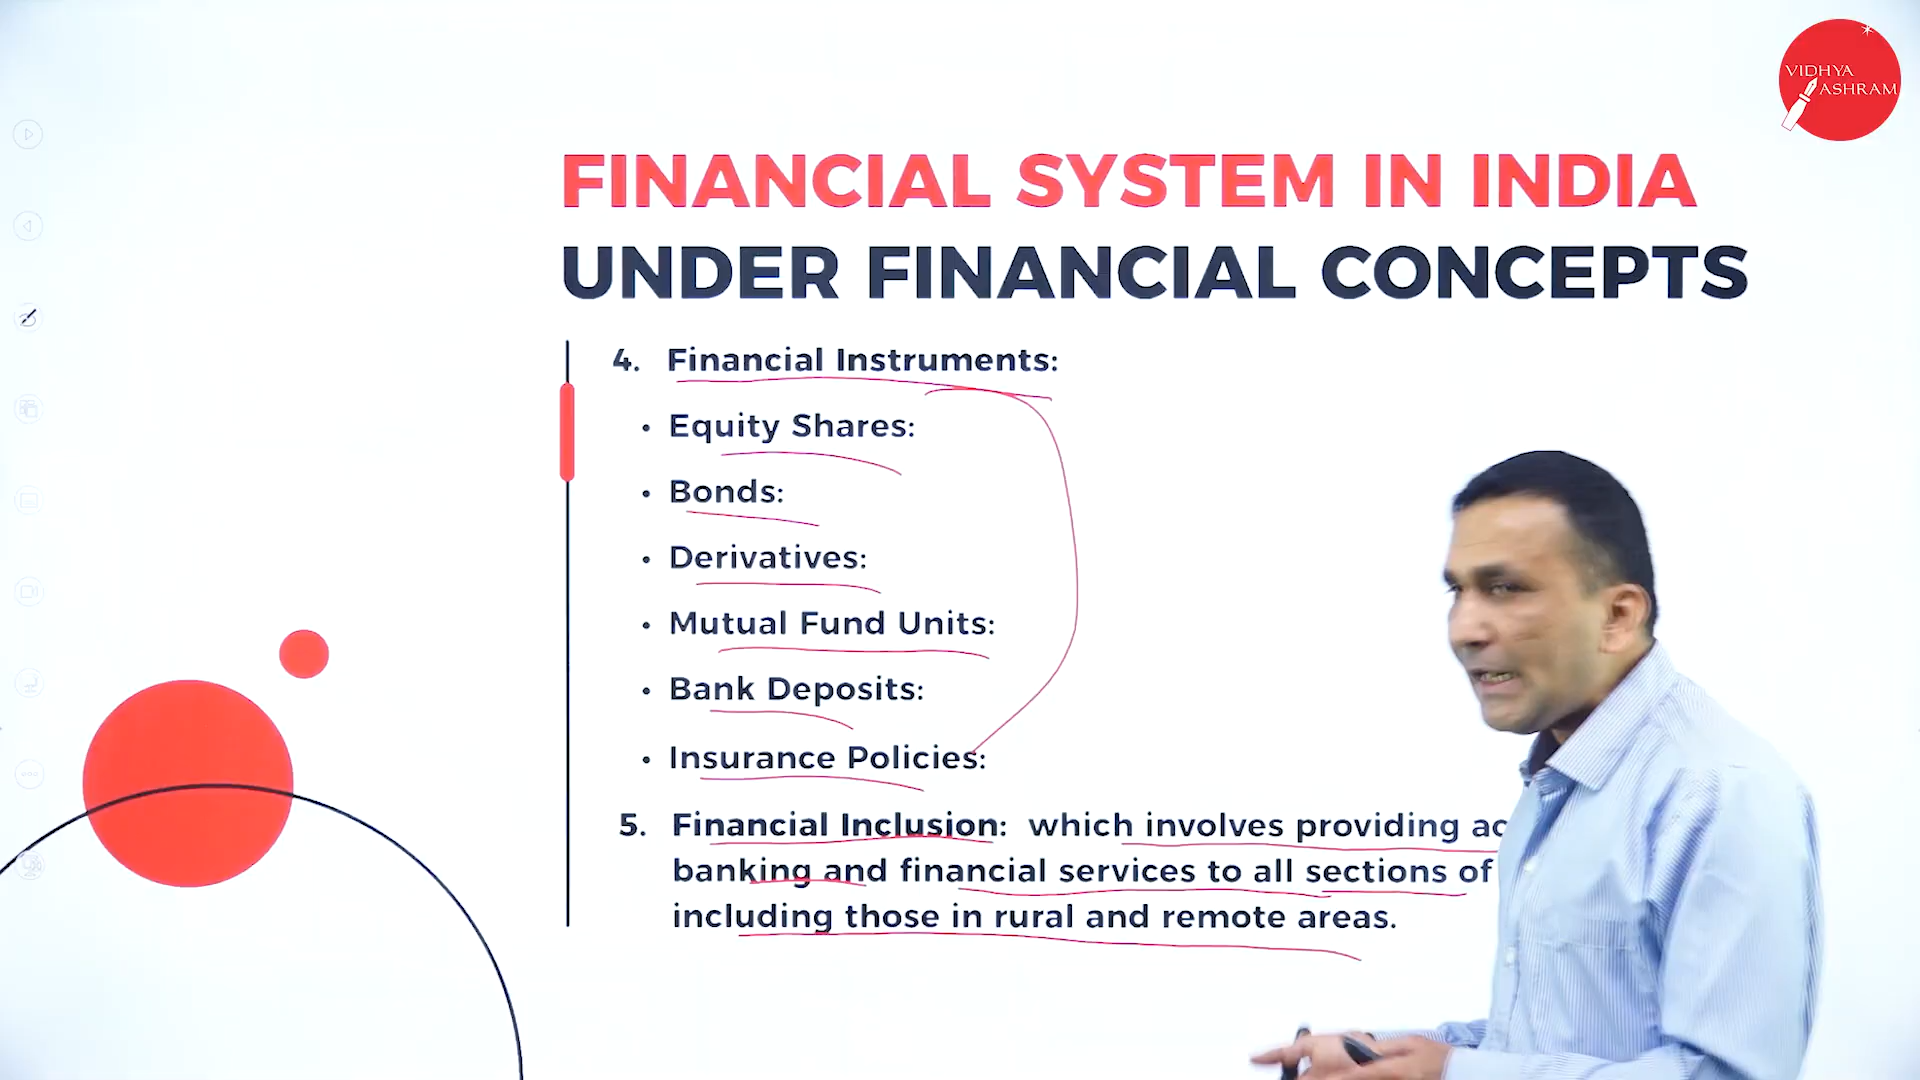 VIDHYA
ASHRAM
FINANCIAL SYSTEM IN INDIA
UNDER FINANCIAL CONCEPTS
4. Financial Instruments:
• Equity Shares:
• Bonds:
• Derivatives:
• Mutual Fund Units:
• Bank Deposits:
• Insurance Policies:
5. Financial Inclusion: which involves providing
banking and financial services to all sections of
including those in rural and remote areas.